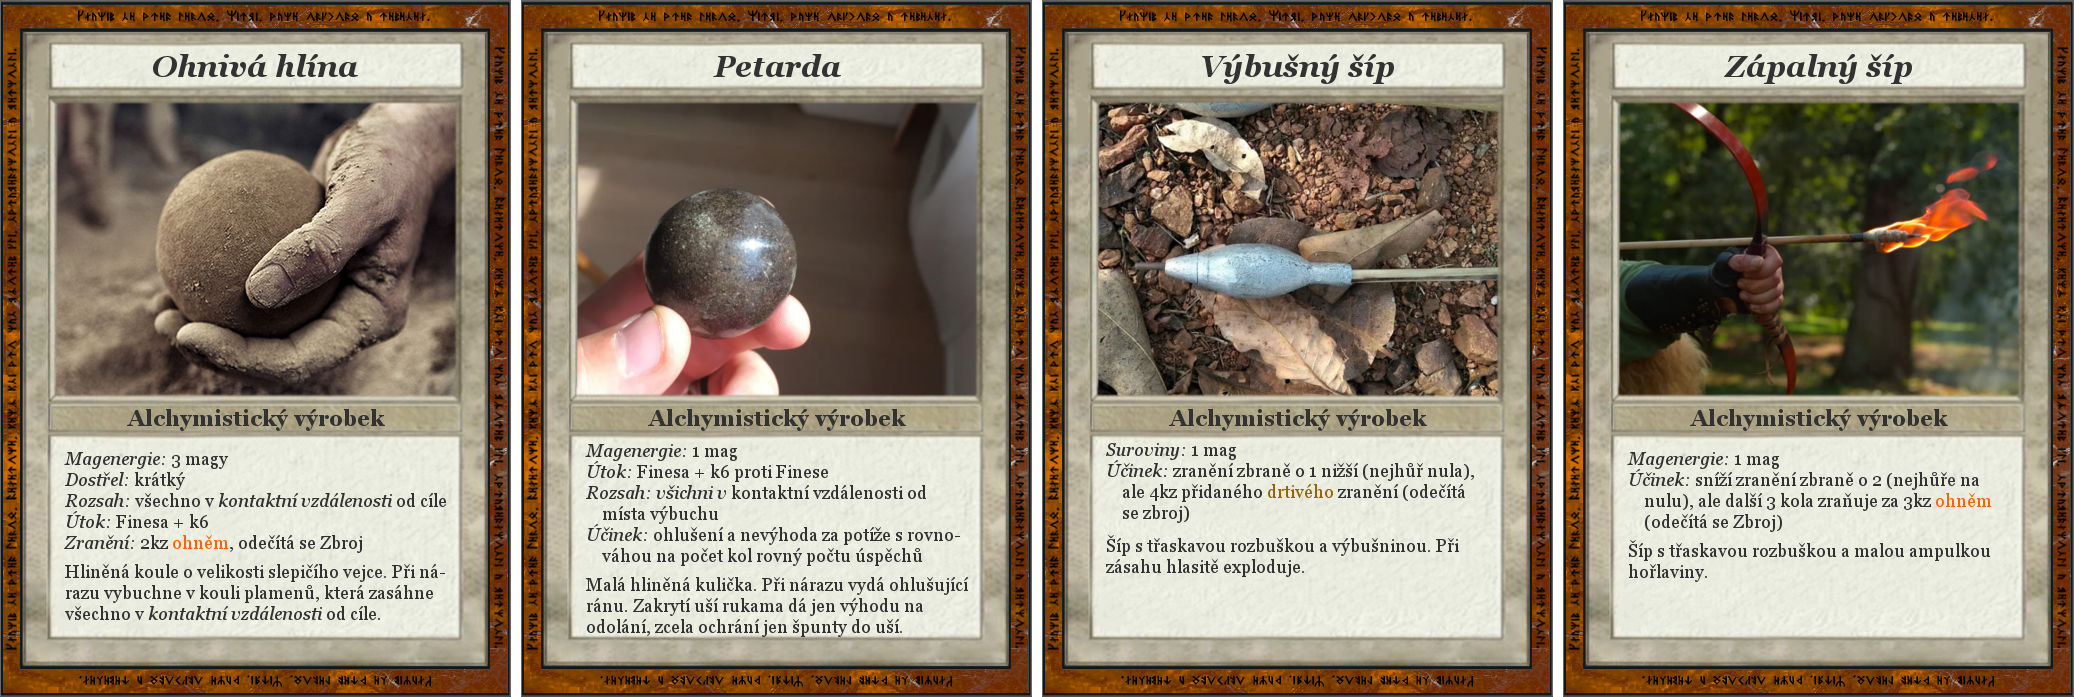 Ohnivá hlína
Alchymistický výrobek
Magenergie: 3 magy
Dostřel: krátký
Rozsah: všechno v kontaktní vzdálenosti od cíle
Útok: Finesa + k6
Zranění: 2kz ohněm, odečítá se Zbroj
Hliněná koule o velikosti slepičího vejce. Při ná-
razu vybuchne v kouli plamenů, která zasáhne
všechno v kontaktní vzdálenosti od cíle.
Petarda
Alchymistický výrobek
Magenergie: 1 mag
Útok: Finesa + k6 proti Finese
Rozsah: všichni v kontaktní vzdálenosti od
místa výbuchu
Účinek: ohlušení a nevýhoda za potíže s rovno-
váhou na počet kol rovný počtu úspěchů
Malá hliněná kulička. Při nárazu vydá ohlušující
ránu. Zakrytí uší rukama dá jen výhodu na
odolání, zcela ochrání jen špunty do uší.
Výbušný šíp
Alchymistický výrobek
Suroviny: 1 mag
Účinek: zranění zbraně o 1 nižší (nejhůř nula),
ale 4kz přidaného drtivého zranění (odečítá
se zbroj)
Šíp s třaskavou rozbuškou a výbušninou. Při
zásahu hlasitě exploduje.
Zápalný šíp
Alchymistický výrobek
Magenergie: 1 mag
Účinek: sníží zranění zbraně o 2 (nejhůře na
nulu), ale další 3 kola zraňuje za 3kz ohněm
(odečítá se Zbroj)
Šíp s třaskavou rozbuškou a malou ampulkou
hořlaviny.